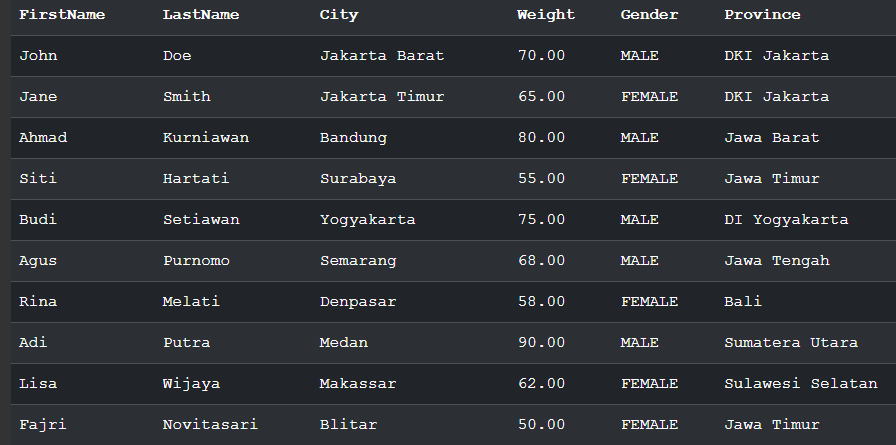 FirstName LastName City Weight Gender Province
John Doe Jakarta Barat 70.00 MALE DKI Jakarta
Jane Smith Jakarta Timur 65.00 FEMALE DKI Jakarta
Ahmad Kurniawan Bandung 80.00 MALE Jawa Barat
Siti Hartati Surabaya 55.00 FEMALE Jawa Timur
Budi Setiawan Yogyakarta 75.00 MALE DI Yogyakarta
Agus Purnomo Semarang 68.00 MALE Jawa Tengah
Rina Melati Denpasar 58.00 FEMALE Bali
Adi Putra Medan 90.00 MALE Sumatera Utara
Lisa Wijaya Makassar 62.00 FEMALE Sulawesi Selatan
Fajri Novitasari Blitar 50.00 FEMALE Jawa Timur